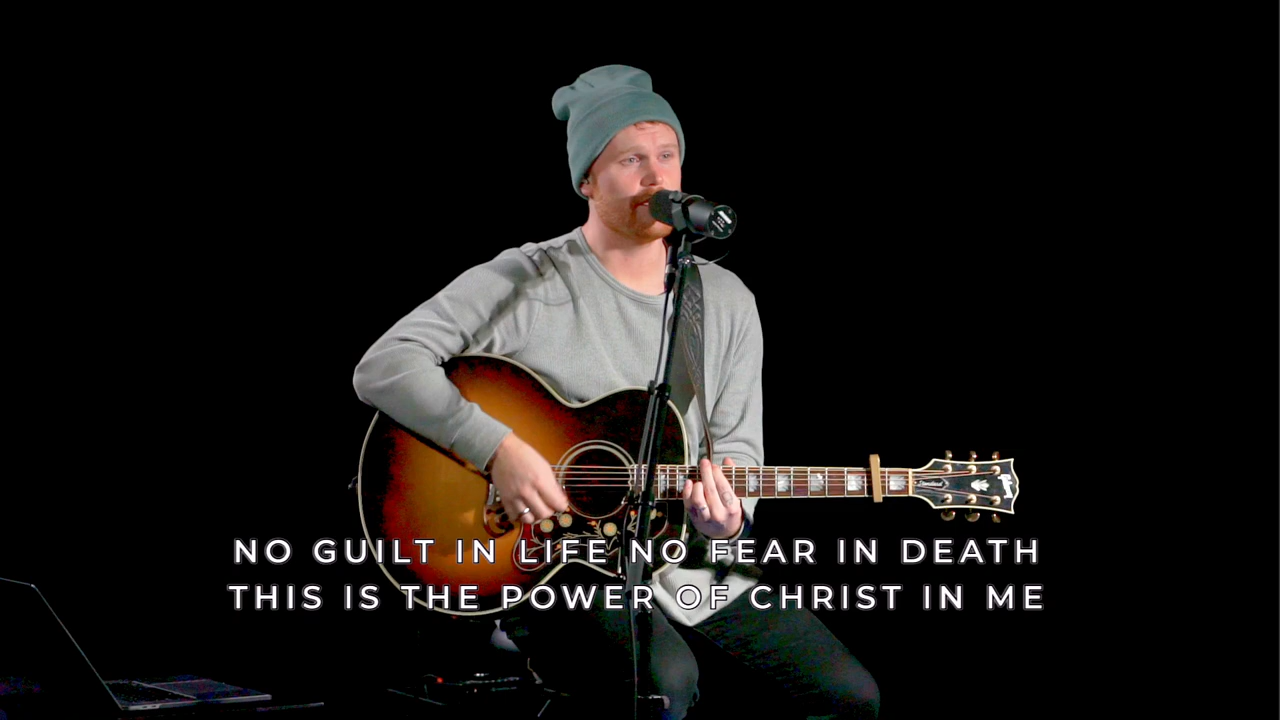 NO GUILT IN LIFE NO FEAR IN DEATH
THIS IS THE POWER OF CHRIST IN ME